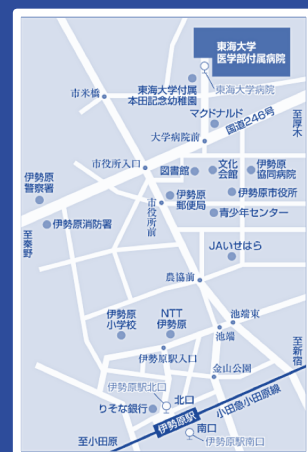 東海大学
医学部付属病院
東海大学病院
東海大学付属
本田記念幼稚園
市米橋
マクドナルド
国道246号
至厚木
大学病院前
市役所入口
図書館
文化
会館
伊勢原
協同病院
伊勢原
警察署
伊勢原
郵便局
伊勢原市役所
市役所前
青少年センター
伊勢原消防署
至秦野
JAいせはら
農協前
伊勢原
小学校
NTT
伊勢原
池端東
池端
至新宿
伊勢原駅入口
金山公園
伊勢原駅北口
北口
小田急小田原線
りそな銀行
伊勢原駅
南口
至小田原
伊勢原駅南口